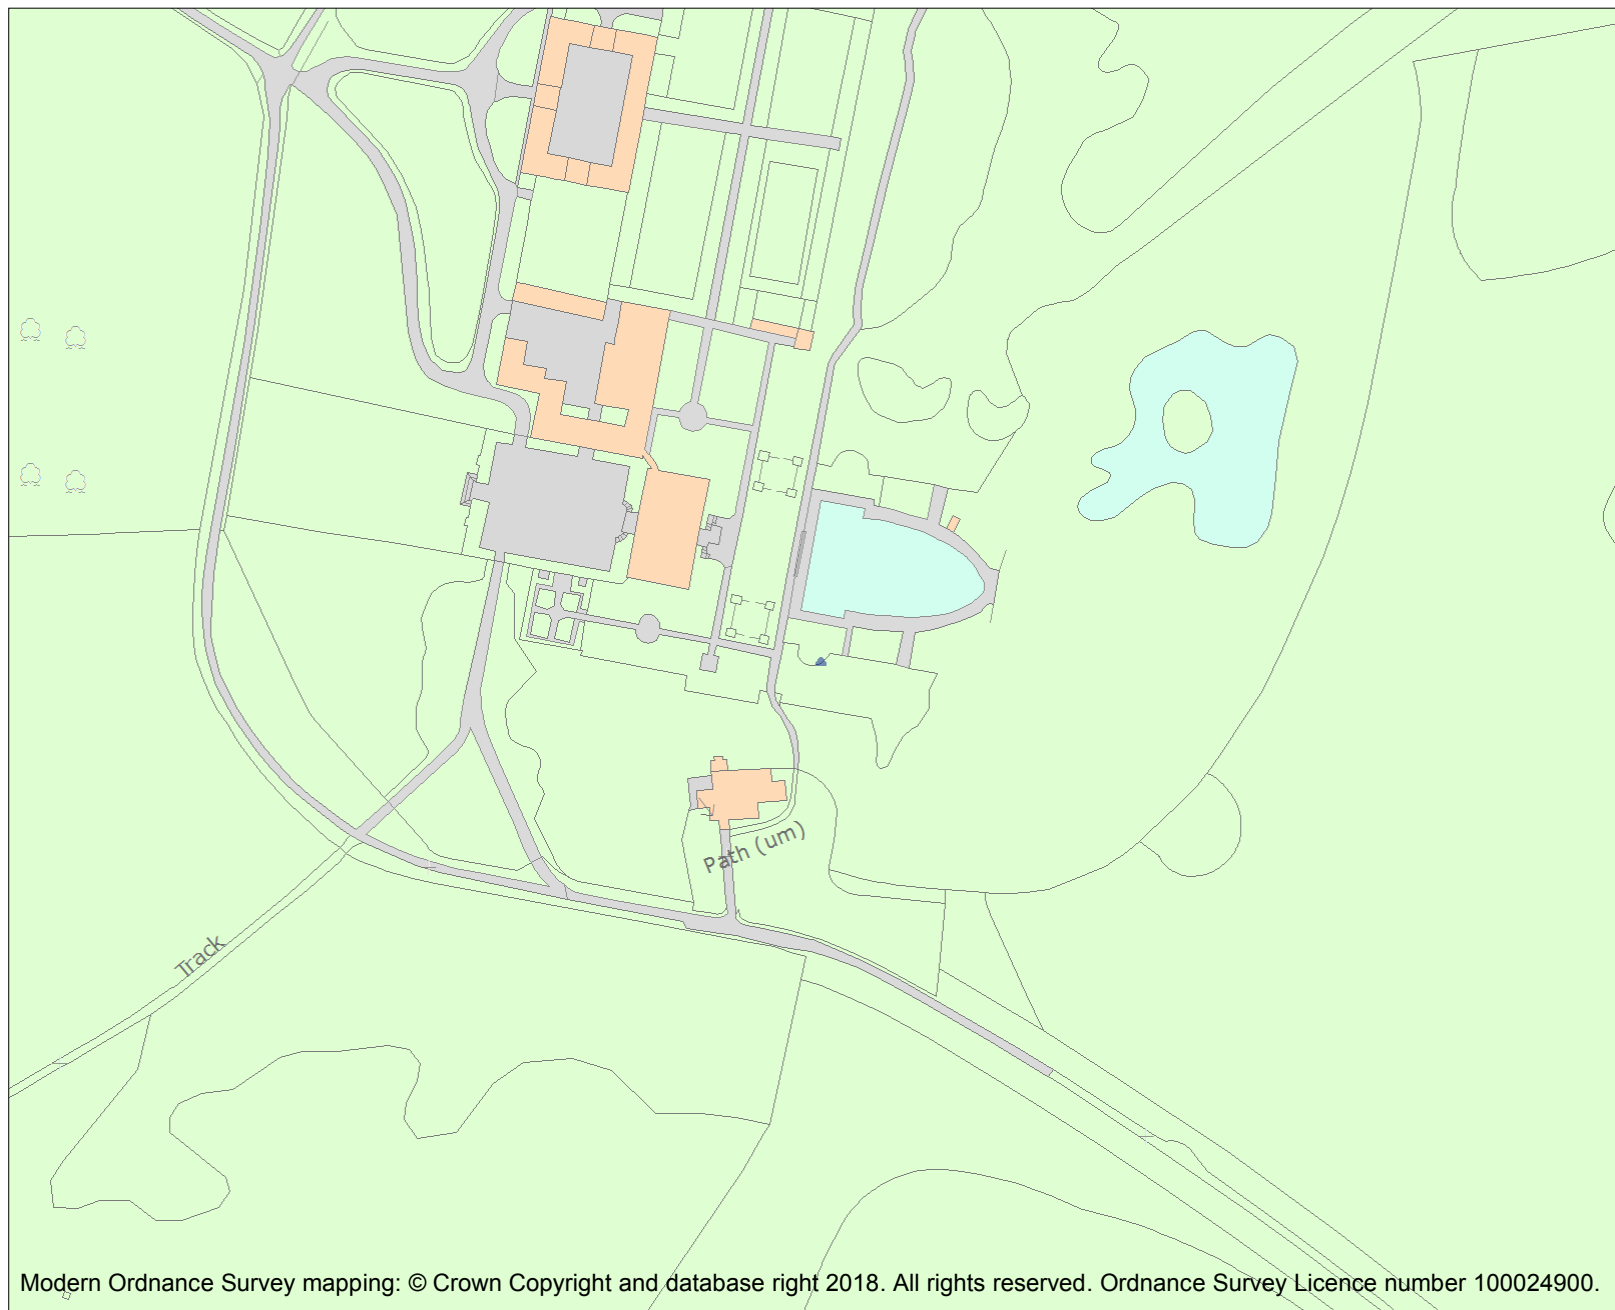 Path (um)
Track
Modern Ordnance Survey mapping: © Crown Copyright and database right 2018. All rights reserved. Ordnance Survey Licence number 100024900.